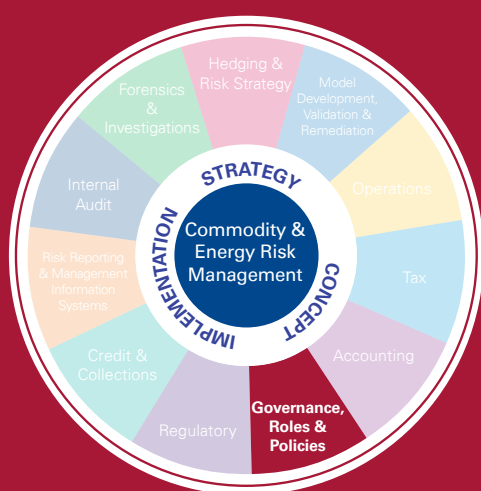 Hedging &
Risk Strategy
Model
Development,
Validation &
Remediation
Operations
Tax
Accounting
Governance,
Roles &
Policies
Regulatory
Credit &
Collections
Risk Reporting
& Management
Information
Systems
Internal
Audit
Forensics
&
Investigations
STRATEGY
CONCEPT
IMPLEMENTATION
Commodity &
Energy Risk
Management